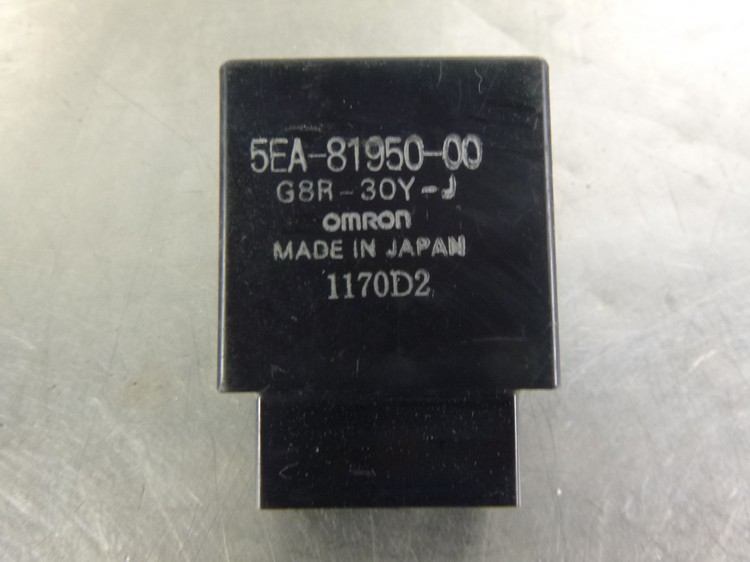 5EA-81950-00
G8R-30Y-J
OMRON
MADE IN JAPAN
1170D2